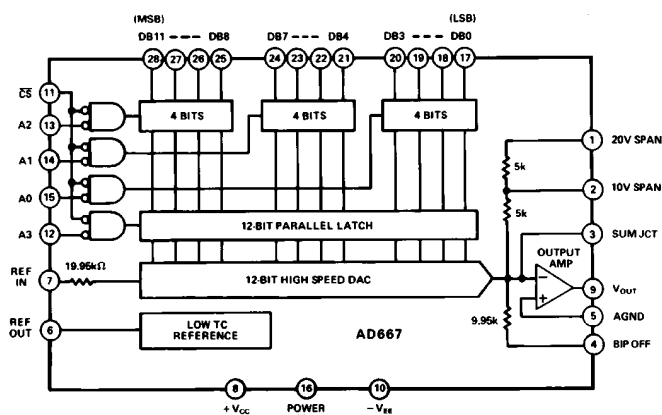 (MSB) (LSB)
DB11 DB8 DB7 DB4 DB3 DB0
28 27 26 25 24 23 22 21 20 19 18 17
C̅S̅ 11
A2 13
A1 14
A0 15
A3 12
4 BITS 4 BITS 4 BITS
12-BIT PARALLEL LATCH
REF IN 7 19.95kΩ
12-BIT HIGH SPEED DAC
REF OUT 6
LOW TC
REFERENCE
AD667
5k
5k
9.95k
1 20V SPAN
2 10V SPAN
3 SUM JCT
OUTPUT
AMP
− +
9 VOUT
5 AGND
4 BIP OFF
8 16 10
+ VCC POWER − VEE